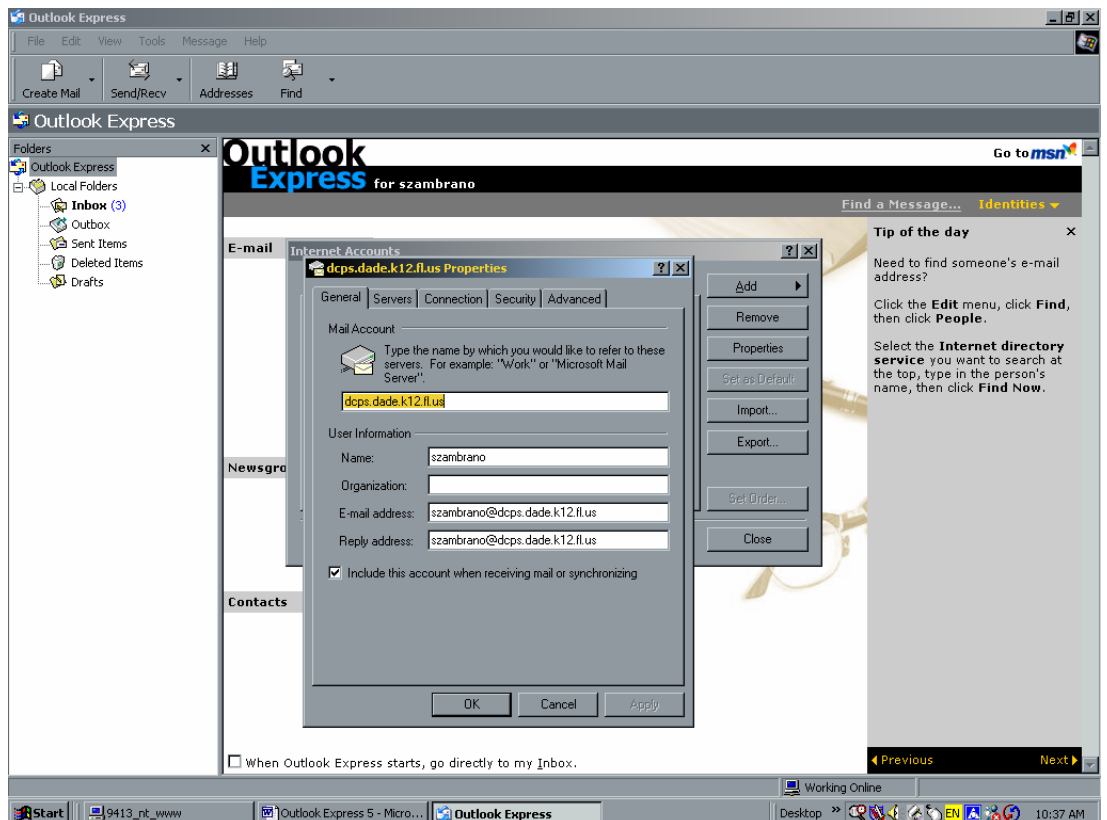 Outlook Express
File Edit View Tools Message Help
Create Mail Send/Recv Addresses Find
Outlook Express
Folders
Outlook Express
Local Folders
Inbox (3)
Outbox
Sent Items
Deleted Items
Drafts
Outlook
Express for szambrano
Go to msn
Find a Message... Identities
E-mail
Newsgro
Contacts
When Outlook Express starts, go directly to my Inbox.
Internet Accounts
Add
Remove
Properties
Set as Default
Import...
Export...
Set Order...
Close
dcps.dade.k12.fl.us Properties
General Servers Connection Security Advanced
Mail Account
Type the name by which you would like to refer to these
servers. For example: "Work" or "Microsoft Mail
Server".
dcps.dade.k12.fl.us
User Information
Name: szambrano
Organization:
E-mail address: szambrano@dcps.dade.k12.fl.us
Reply address: szambrano@dcps.dade.k12.fl.us
Include this account when receiving mail or synchronizing
OK Cancel Apply
Tip of the day
Need to find someone's e-mail
address?
Click the Edit menu, click Find,
then click People.
Select the Internet directory
service you want to search at
the top, type in the person's
name, then click Find Now.
Previous Next
Working Online
Start 9413_nt_www Outlook Express 5 - Micro... Outlook Express Desktop » EN 10:37 AM